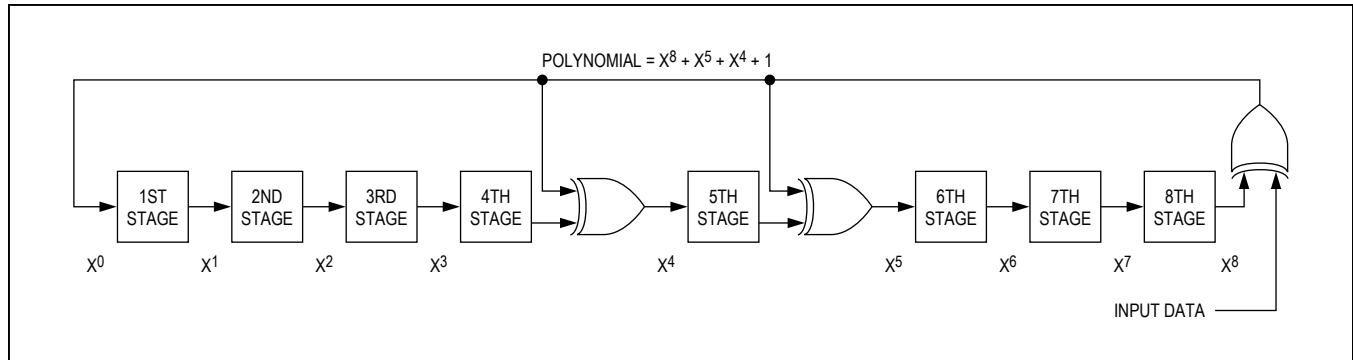 POLYNOMIAL = X⁸ + X⁵ + X⁴ + 1
1ST
STAGE
2ND
STAGE
3RD
STAGE
4TH
STAGE
5TH
STAGE
6TH
STAGE
7TH
STAGE
8TH
STAGE
X⁰ X¹ X² X³ X⁴ X⁵ X⁶ X⁷ X⁸
INPUT DATA